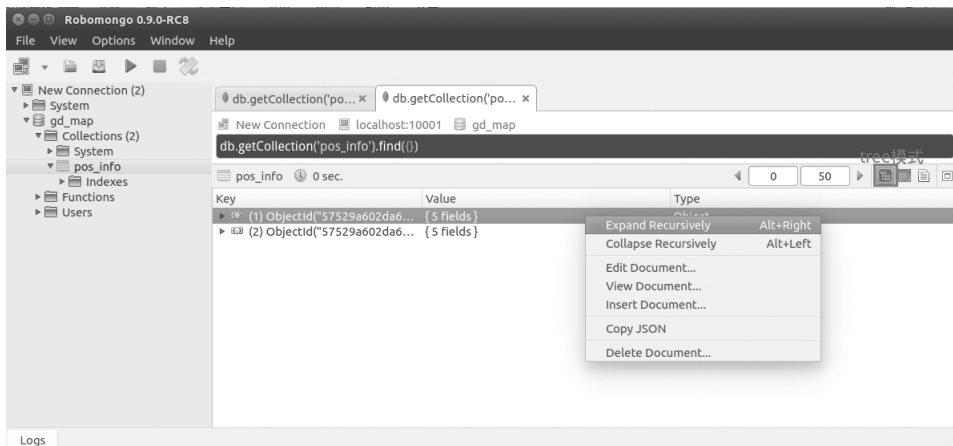 Robomongo 0.9.0-RC8
File View Options Window Help
New Connection (2)
System
gd_map
Collections (2)
System
pos_info
Indexes
Functions
Users
db.getCollection('po... × db.getCollection('po... ×
New Connection localhost:10001 gd_map
db.getCollection('pos_info').find({})
tree模式
pos_info 0 sec. 0 50
Key Value Type
(1) ObjectId("57529a602da6... { 5 fields } Object
(2) ObjectId("57529a602da6... { 5 fields }
Expand Recursively Alt+Right
Collapse Recursively Alt+Left
Edit Document...
View Document...
Insert Document...
Copy JSON
Delete Document...
Logs